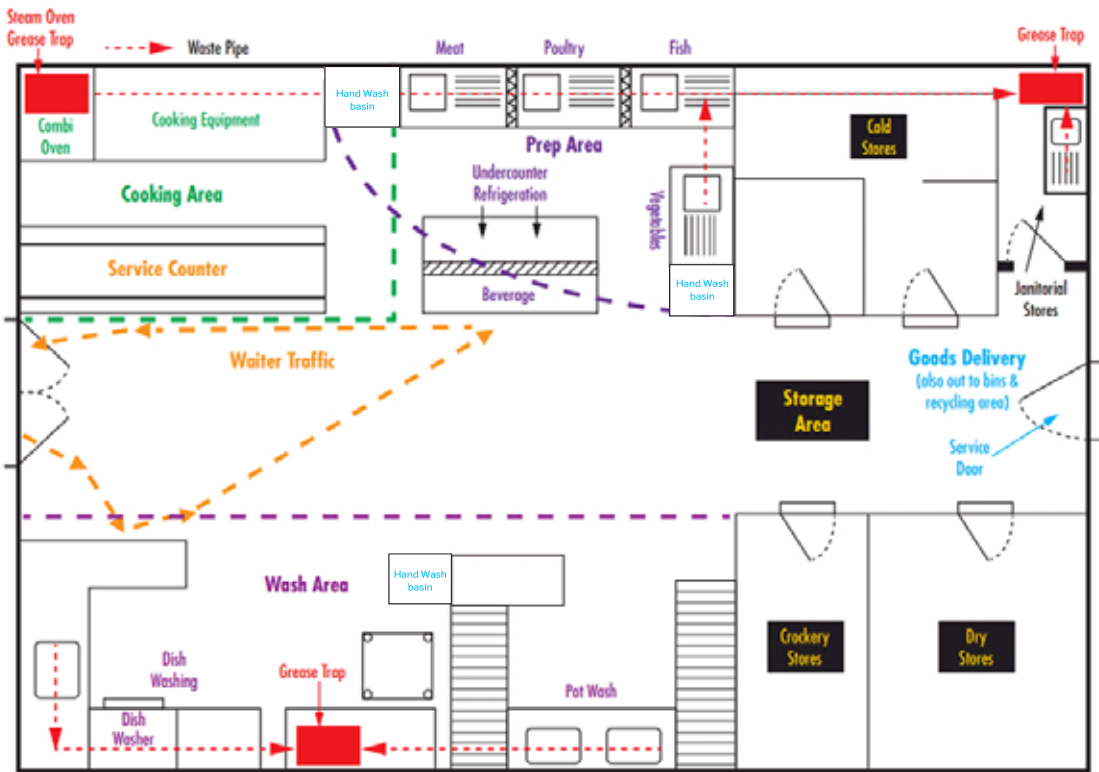 Steam Oven
Grease Trap
Waste Pipe
Meat
Poultry
Fish
Grease Trap
Hand Wash
basin
Combi
Oven
Cooking Equipment
Cold
Stores
Prep Area
Undercounter
Refrigeration
Cooking Area
Vegetables
Service Counter
Beverage
Hand Wash
basin
Janitorial
Stores
Waiter Traffic
Goods Delivery
(also out to bins &
recycling area)
Storage
Area
Service
Door
Wash Area
Hand Wash
basin
Crockery
Stores
Dry
Stores
Dish
Washing
Grease Trap
Pot Wash
Dish
Washer